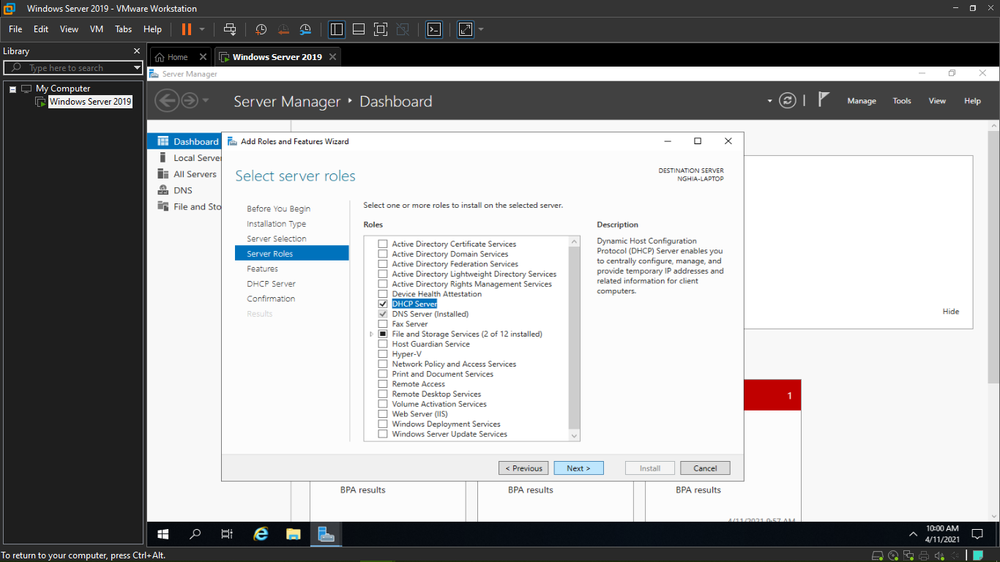 Windows Server 2019 - VMware Workstation
File Edit View VM Tabs Help
Library
Type here to search
My Computer
Windows Server 2019
Home
Windows Server 2019
Server Manager
Server Manager Dashboard
Manage Tools View Help
Dashboard
Local Server
All Servers
DNS
File and Sto
Add Roles and Features Wizard
Select server roles
DESTINATION SERVER
NGHIA-LAPTOP
Before You Begin
Installation Type
Server Selection
Server Roles
Features
DHCP Server
Confirmation
Results
Select one or more roles to install on the selected server.
Roles
Active Directory Certificate Services
Active Directory Domain Services
Active Directory Federation Services
Active Directory Lightweight Directory Services
Active Directory Rights Management Services
Device Health Attestation
DHCP Server
DNS Server (Installed)
Fax Server
File and Storage Services (2 of 12 installed)
Host Guardian Service
Hyper-V
Network Policy and Access Services
Print and Document Services
Remote Access
Remote Desktop Services
Volume Activation Services
Web Server (IIS)
Windows Deployment Services
Windows Server Update Services
Description
Dynamic Host Configuration
Protocol (DHCP) Server enables you
to centrally configure, manage, and
provide temporary IP addresses and
related information for client
computers.
< Previous Next > Install Cancel
Hide
1
BPA results BPA results BPA results
4/11/2021 9:57 AM
10:00 AM
4/11/2021
To return to your computer, press Ctrl+Alt.